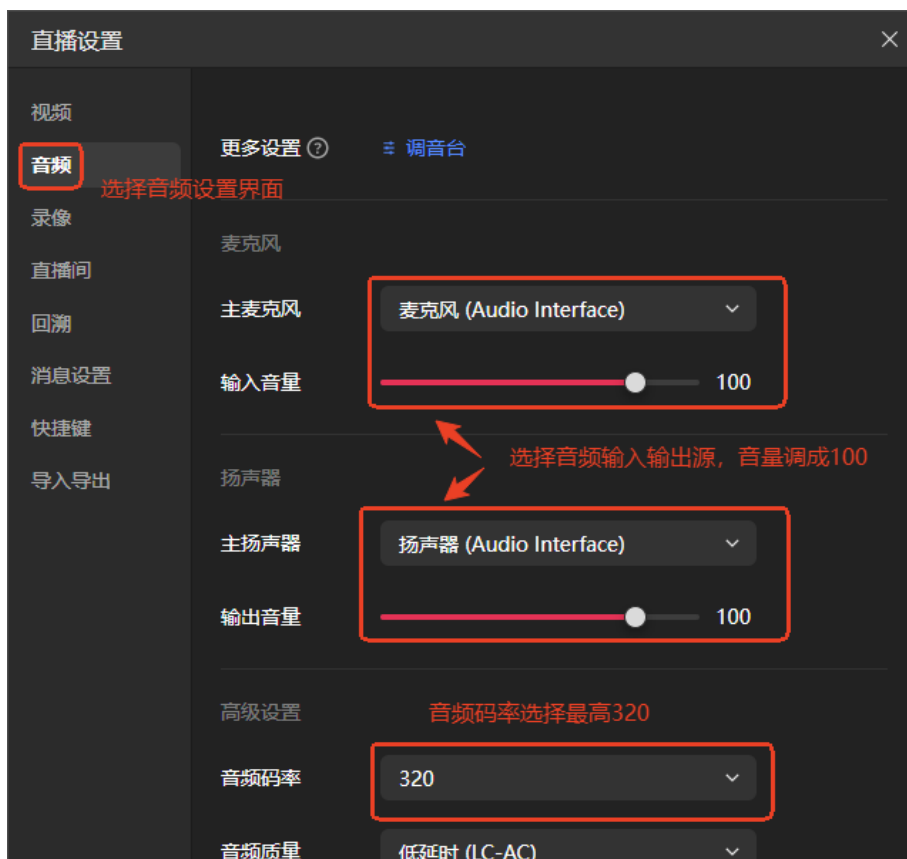 直播设置
视频
音频
选择音频设置界面
录像
直播间
回溯
消息设置
快捷键
导入导出
更多设置 ?
调音台
麦克风
主麦克风
麦克风 (Audio Interface)
输入音量
100
选择音频输入输出源，音量调成100
扬声器
主扬声器
扬声器 (Audio Interface)
输出音量
100
高级设置
音频码率选择最高320
音频码率
320
音频质量
低延时 (LC-AC)